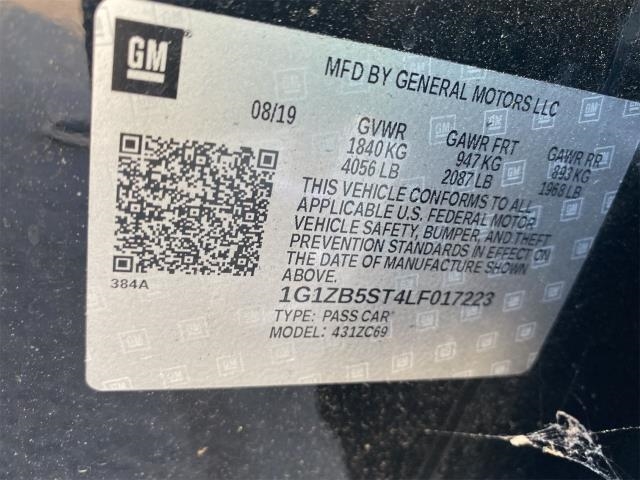 GM
MFD BY GENERAL MOTORS LLC
08/19
GVWR GAWR FRT GAWR RR
1840 KG 947 KG 893 KG
4056 LB 2087 LB 1968 LB
THIS VEHICLE CONFORMS TO ALL
APPLICABLE U.S. FEDERAL MOTOR
VEHICLE SAFETY, BUMPER, AND THEFT
PREVENTION STANDARDS IN EFFECT ON
THE DATE OF MANUFACTURE SHOWN
ABOVE.
384A
1G1ZB5ST4LF017223
TYPE: PASS CAR
MODEL: 431ZC69